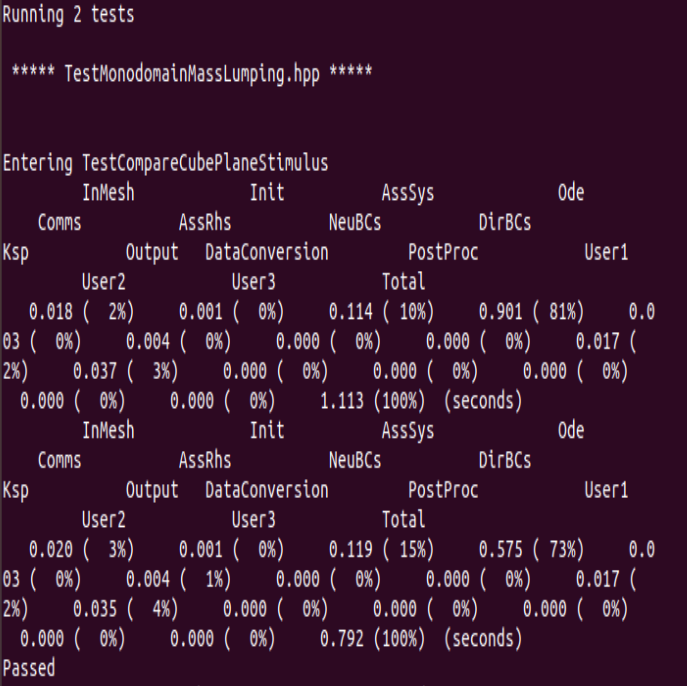 Running 2 tests
***** TestMonodomainMassLumping.hpp *****
Entering TestCompareCubePlaneStimulus
InMesh Init AssSys Ode
Comms AssRhs NeuBCs DirBCs
Ksp Output DataConversion PostProc User1
User2 User3 Total
0.018 ( 2%) 0.001 ( 0%) 0.114 ( 10%) 0.901 ( 81%) 0.0
03 ( 0%) 0.004 ( 0%) 0.000 ( 0%) 0.000 ( 0%) 0.017 (
2%) 0.037 ( 3%) 0.000 ( 0%) 0.000 ( 0%) 0.000 ( 0%)
0.000 ( 0%) 0.000 ( 0%) 1.113 (100%) (seconds)
InMesh Init AssSys Ode
Comms AssRhs NeuBCs DirBCs
Ksp Output DataConversion PostProc User1
User2 User3 Total
0.020 ( 3%) 0.001 ( 0%) 0.119 ( 15%) 0.575 ( 73%) 0.0
03 ( 0%) 0.004 ( 1%) 0.000 ( 0%) 0.000 ( 0%) 0.017 (
2%) 0.035 ( 4%) 0.000 ( 0%) 0.000 ( 0%) 0.000 ( 0%)
0.000 ( 0%) 0.000 ( 0%) 0.792 (100%) (seconds)
Passed